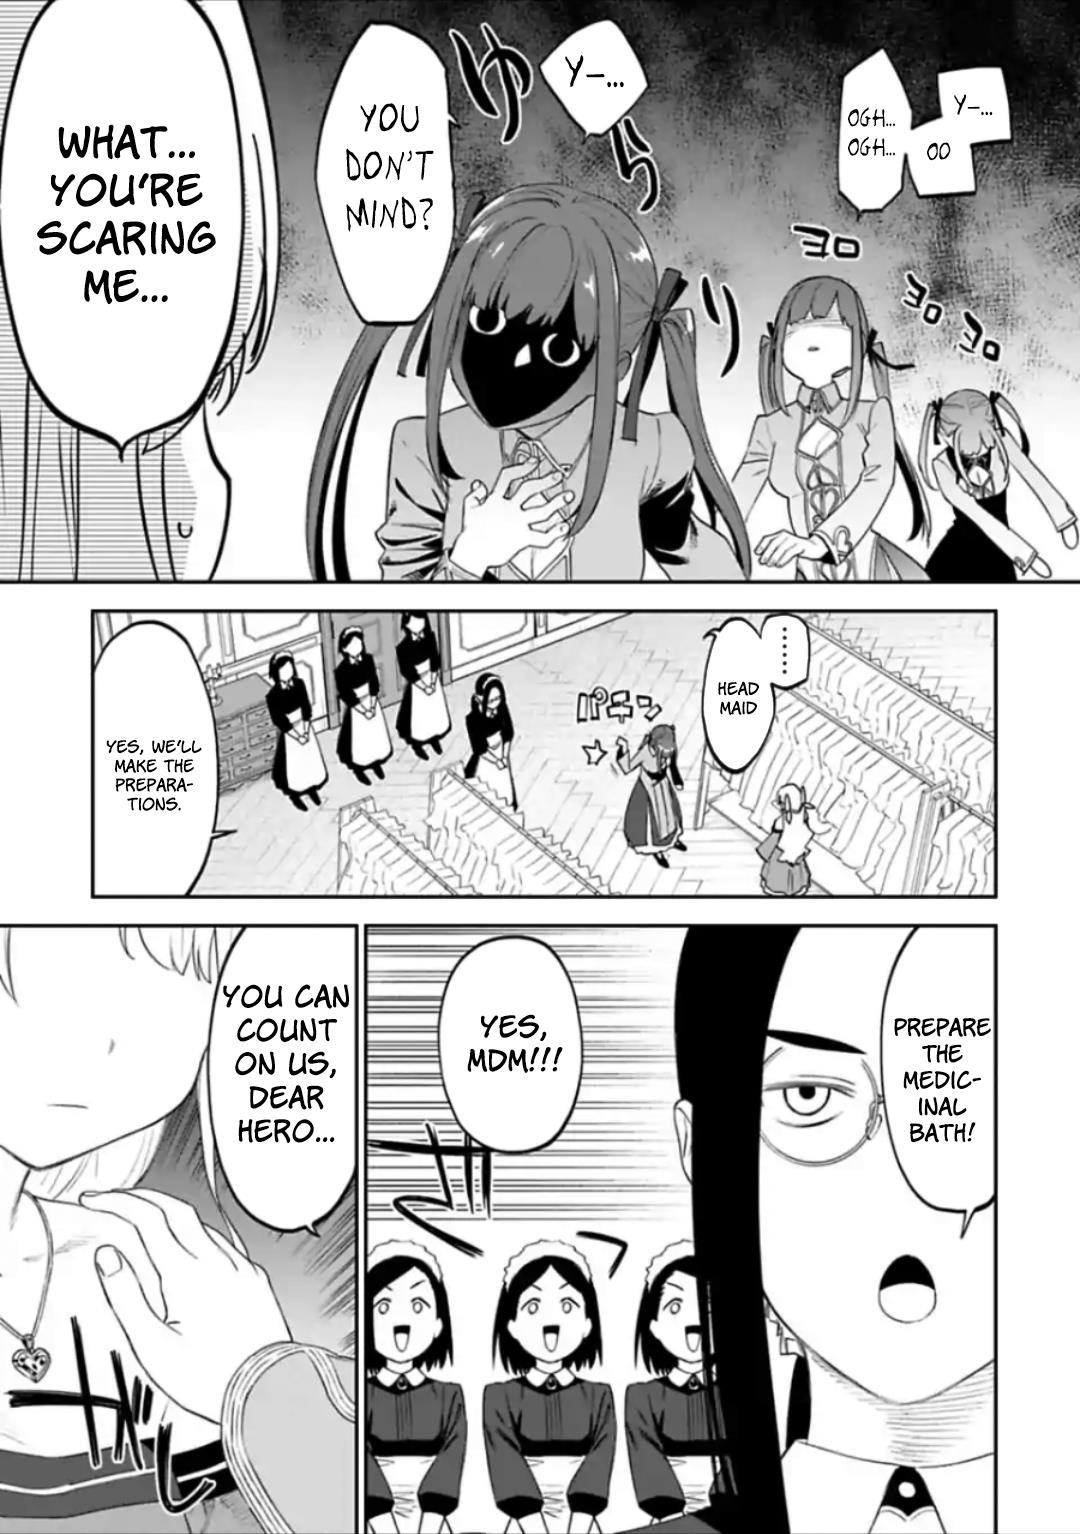 Y-...
OO
OGH...
OGH...
ヨロ
ヨロ
ヨロ
Y-...
ゆらり
YOU
DON'T
MIND?
WHAT...
YOU'RE
SCARING
ME...
......
HEAD
MAID
パチン
YES, WE'LL
MAKE THE
PREPARA-
TIONS.
PREPARE
THE
MEDIC-
INAL
BATH!
YES,
MDM!!!
YOU CAN
COUNT
ON US,
DEAR
HERO...
ガシ